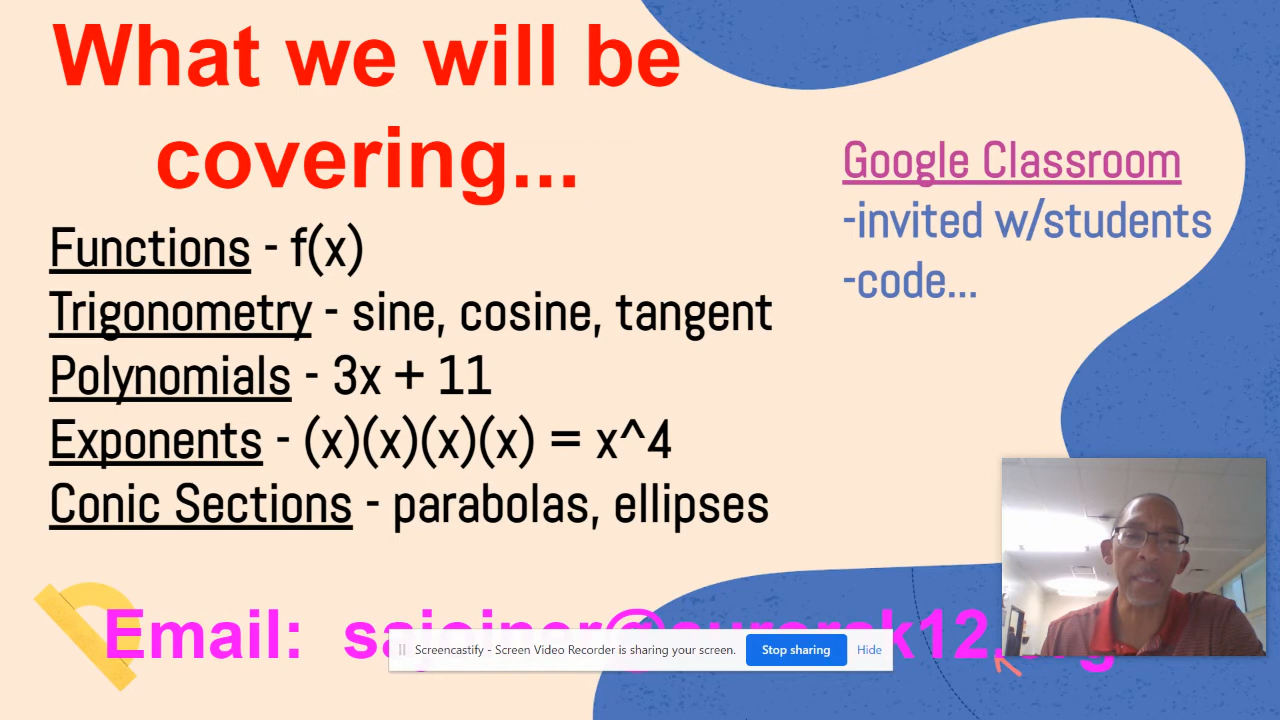 What we will be
covering...
Functions - f(x)
Trigonometry - sine, cosine, tangent
Polynomials - 3x + 11
Exponents - (x)(x)(x)(x) = x^4
Conic Sections - parabolas, ellipses
Google Classroom
-invited w/students
-code...
Email:
Screencastify - Screen Video Recorder is sharing your screen. Stop sharing Hide